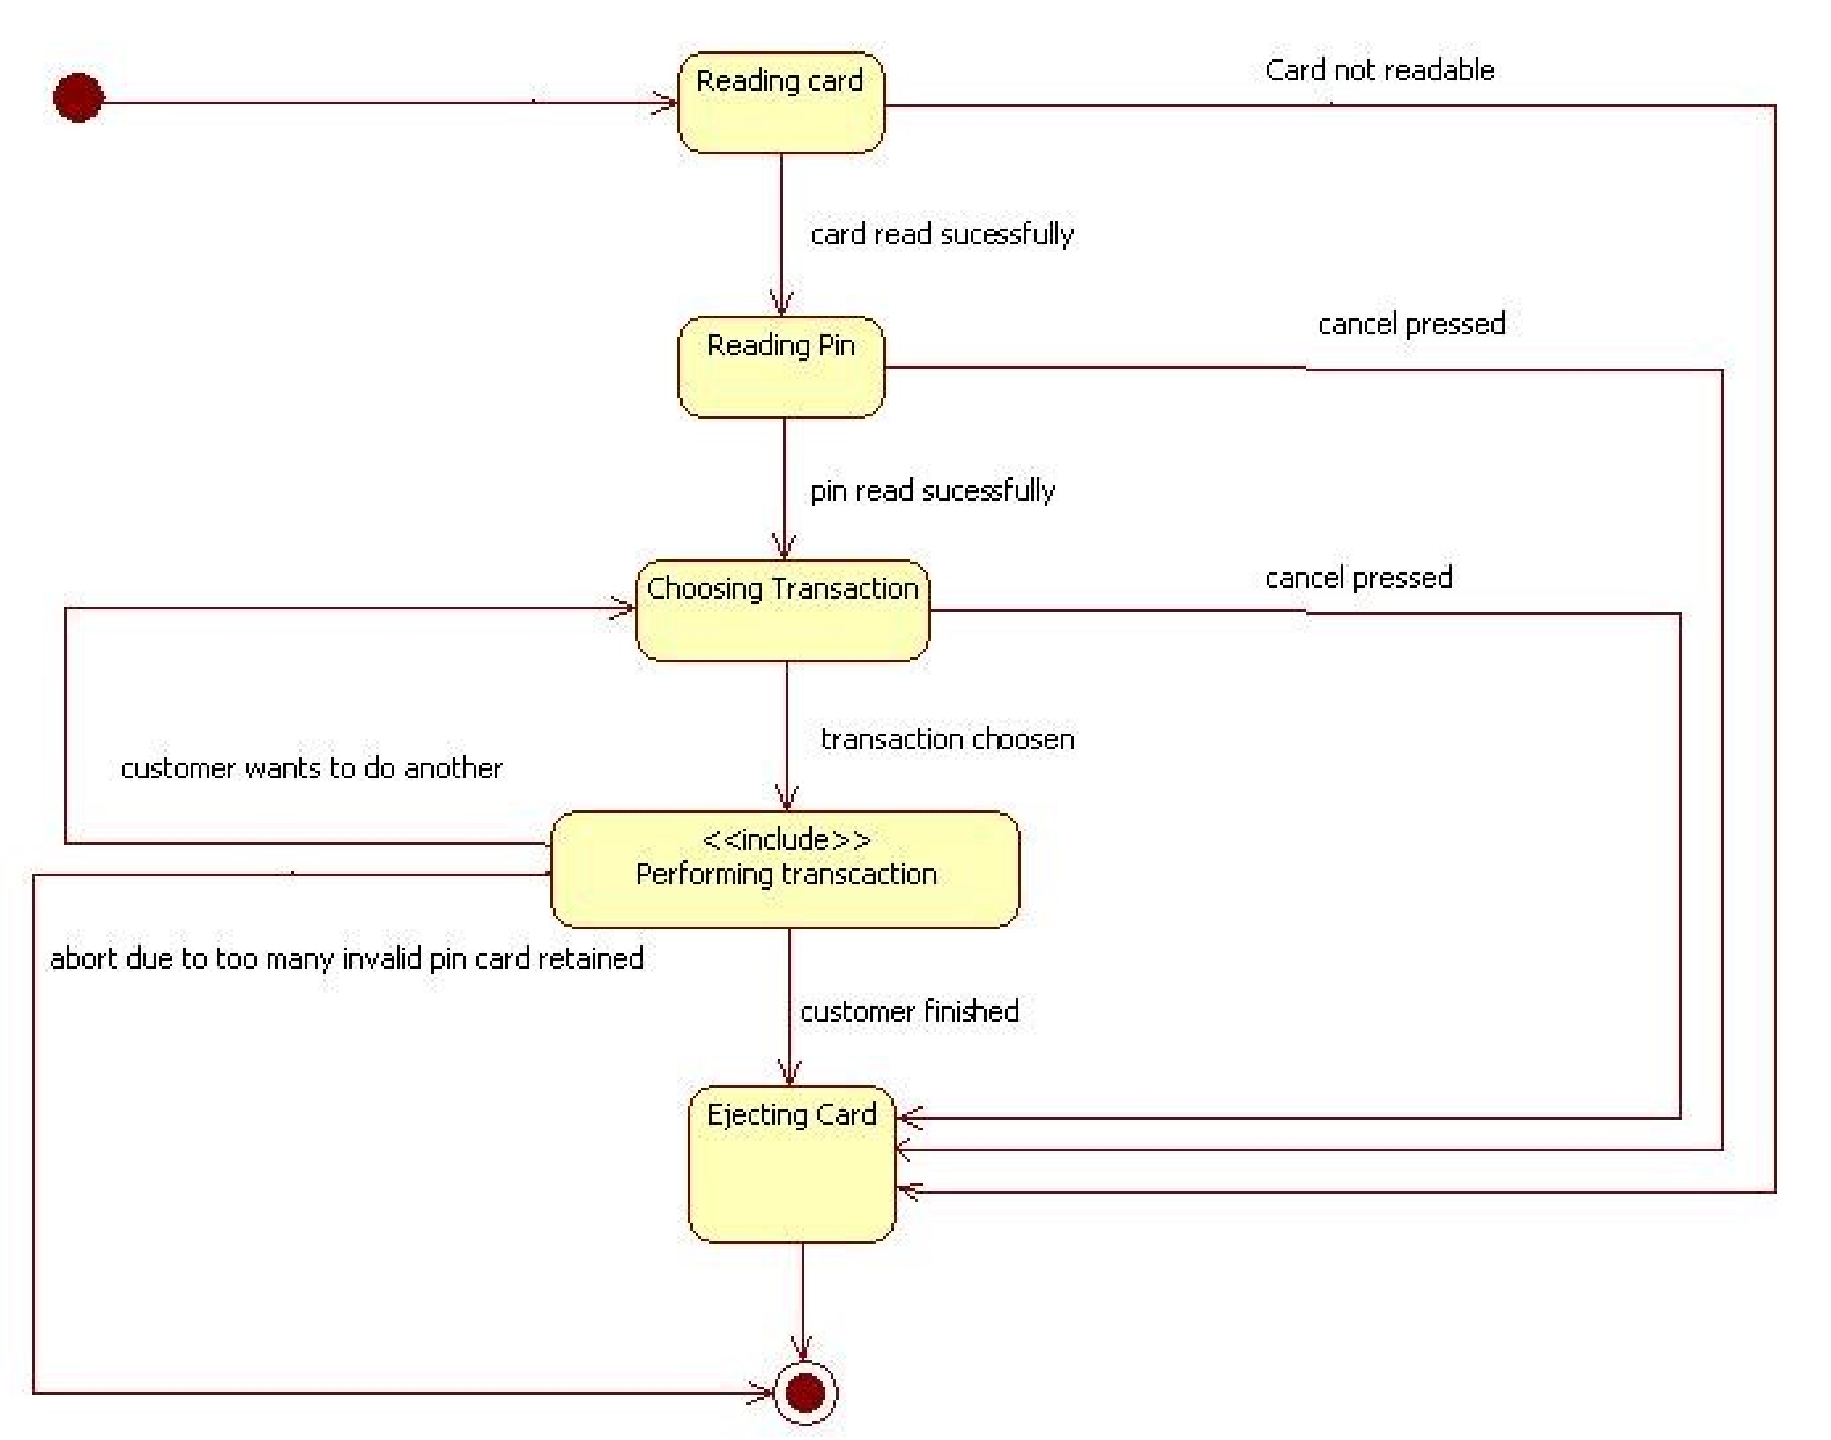 Reading card
Card not readable
card read sucessfully
Reading Pin
cancel pressed
pin read sucessfully
Choosing Transaction
cancel pressed
transaction choosen
customer wants to do another
<<include>>
Performing transcaction
abort due to too many invalid pin card retained
customer finished
Ejecting Card